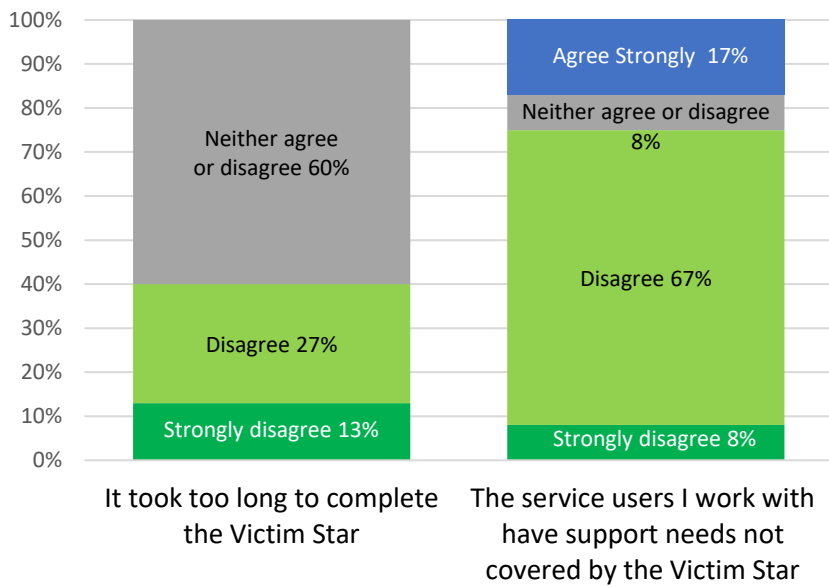 100%
90%
80%
70%
60%
50%
40%
30%
20%
10%
0%
Neither agree
or disagree 60%
Disagree 27%
Strongly disagree 13%
Agree Strongly 17%
Neither agree or disagree
8%
Disagree 67%
Strongly disagree 8%
It took too long to complete
the Victim Star
The service users I work with
have support needs not
covered by the Victim Star